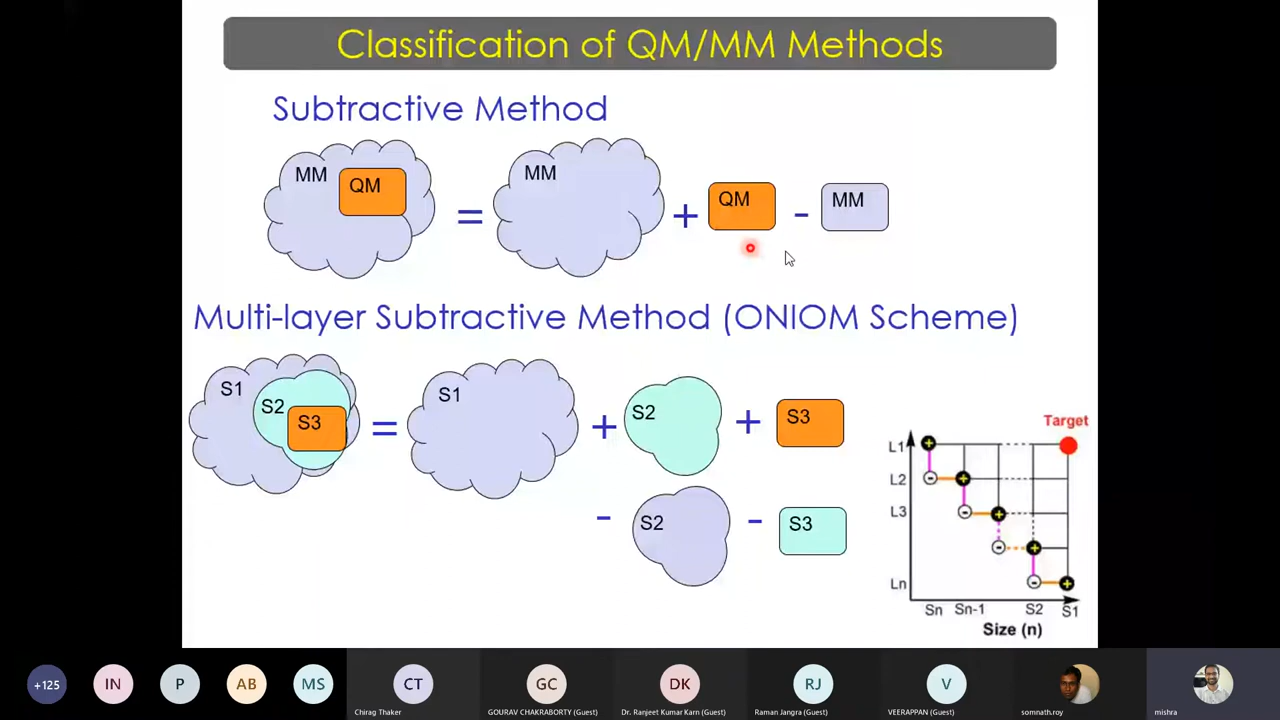 Classification of QM/MM Methods
Subtractive Method
MM
QM
=
MM
+
QM
-
MM
Multi-layer Subtractive Method (ONIOM Scheme)
S1
S2
S3
=
S1
+
S2
+
S3
-
S2
-
S3
Target
L1
L2
L3
Ln
Sn Sn-1 S2 S1
Size (n)
+125
IN
P
AB
MS
CT
Chirag Thaker
GC
GOURAV CHAKRABORTY (Guest)
DK
Dr. Ranjeet Kumar Karn (Guest)
RJ
Raman Jangra (Guest)
V
VEERAPPAN (Guest)
somnath.roy
mishra